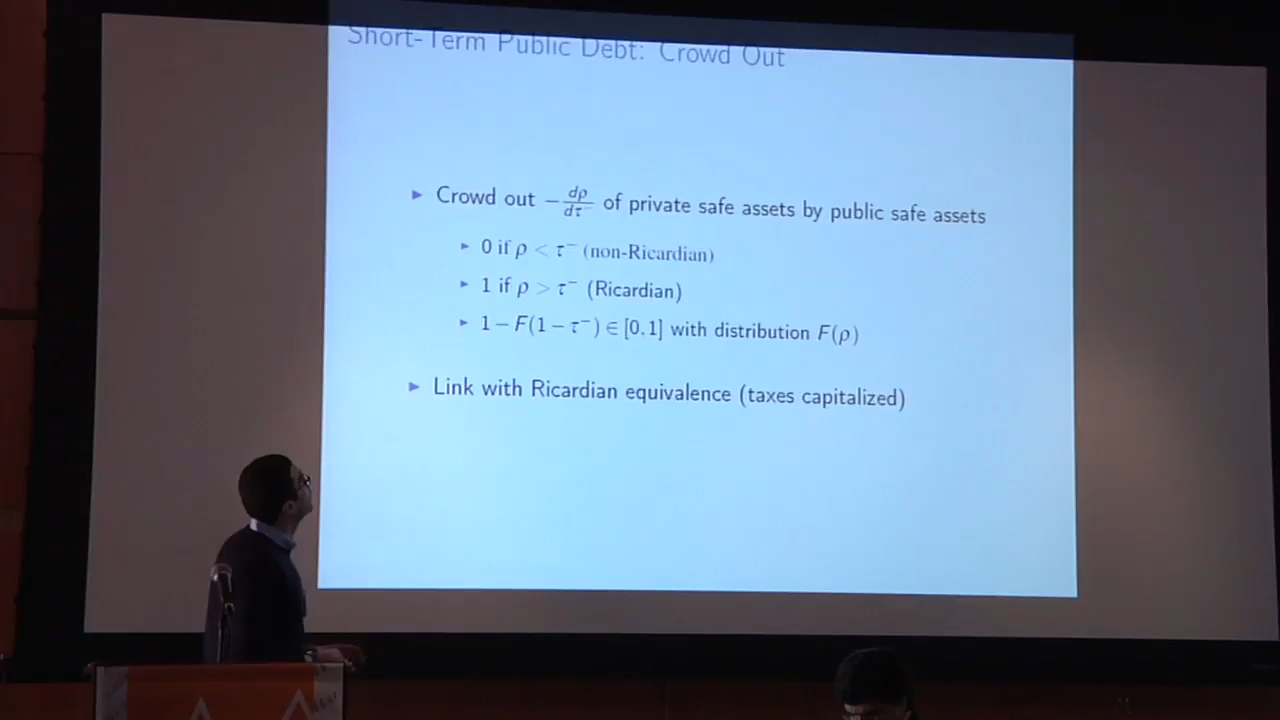 Short-Term Public Debt: Crowd Out
► Crowd out −dρ/dτ⁻ of private safe assets by public safe assets
► 0 if ρ < τ⁻ (non-Ricardian)
► 1 if ρ > τ⁻ (Ricardian)
► 1 − F(1 − τ⁻) ∈ [0.1] with distribution F(ρ)
► Link with Ricardian equivalence (taxes capitalized)